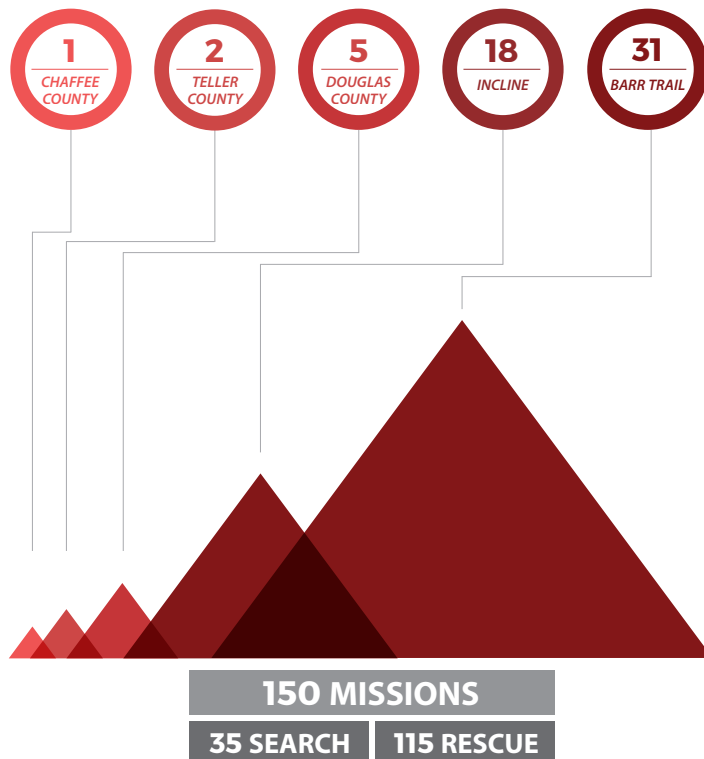 1
CHAFFEE
COUNTY
2
TELLER
COUNTY
5
DOUGLAS
COUNTY
18
INCLINE
31
BARR TRAIL
150 MISSIONS
35 SEARCH
115 RESCUE